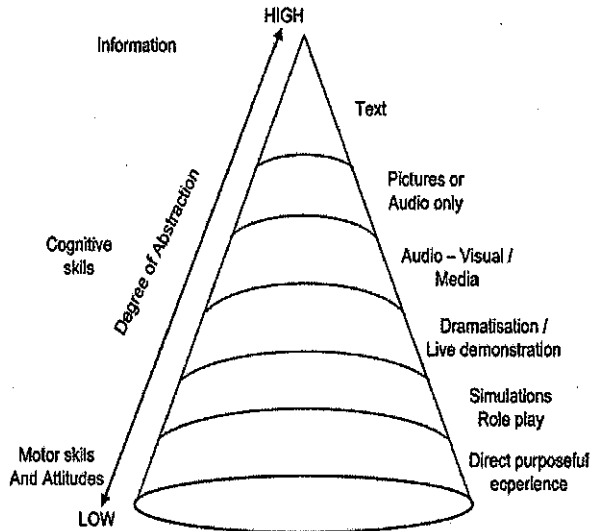 HIGH
Information
Text
Degree of Abstraction
Pictures or
Audio only
Cognitive
skils
Audio – Visual /
Media
Dramatisation /
Live demonstration
Simulations
Role play
Motor skils
And Attitudes
Direct purposeful
ecperlence
LOW